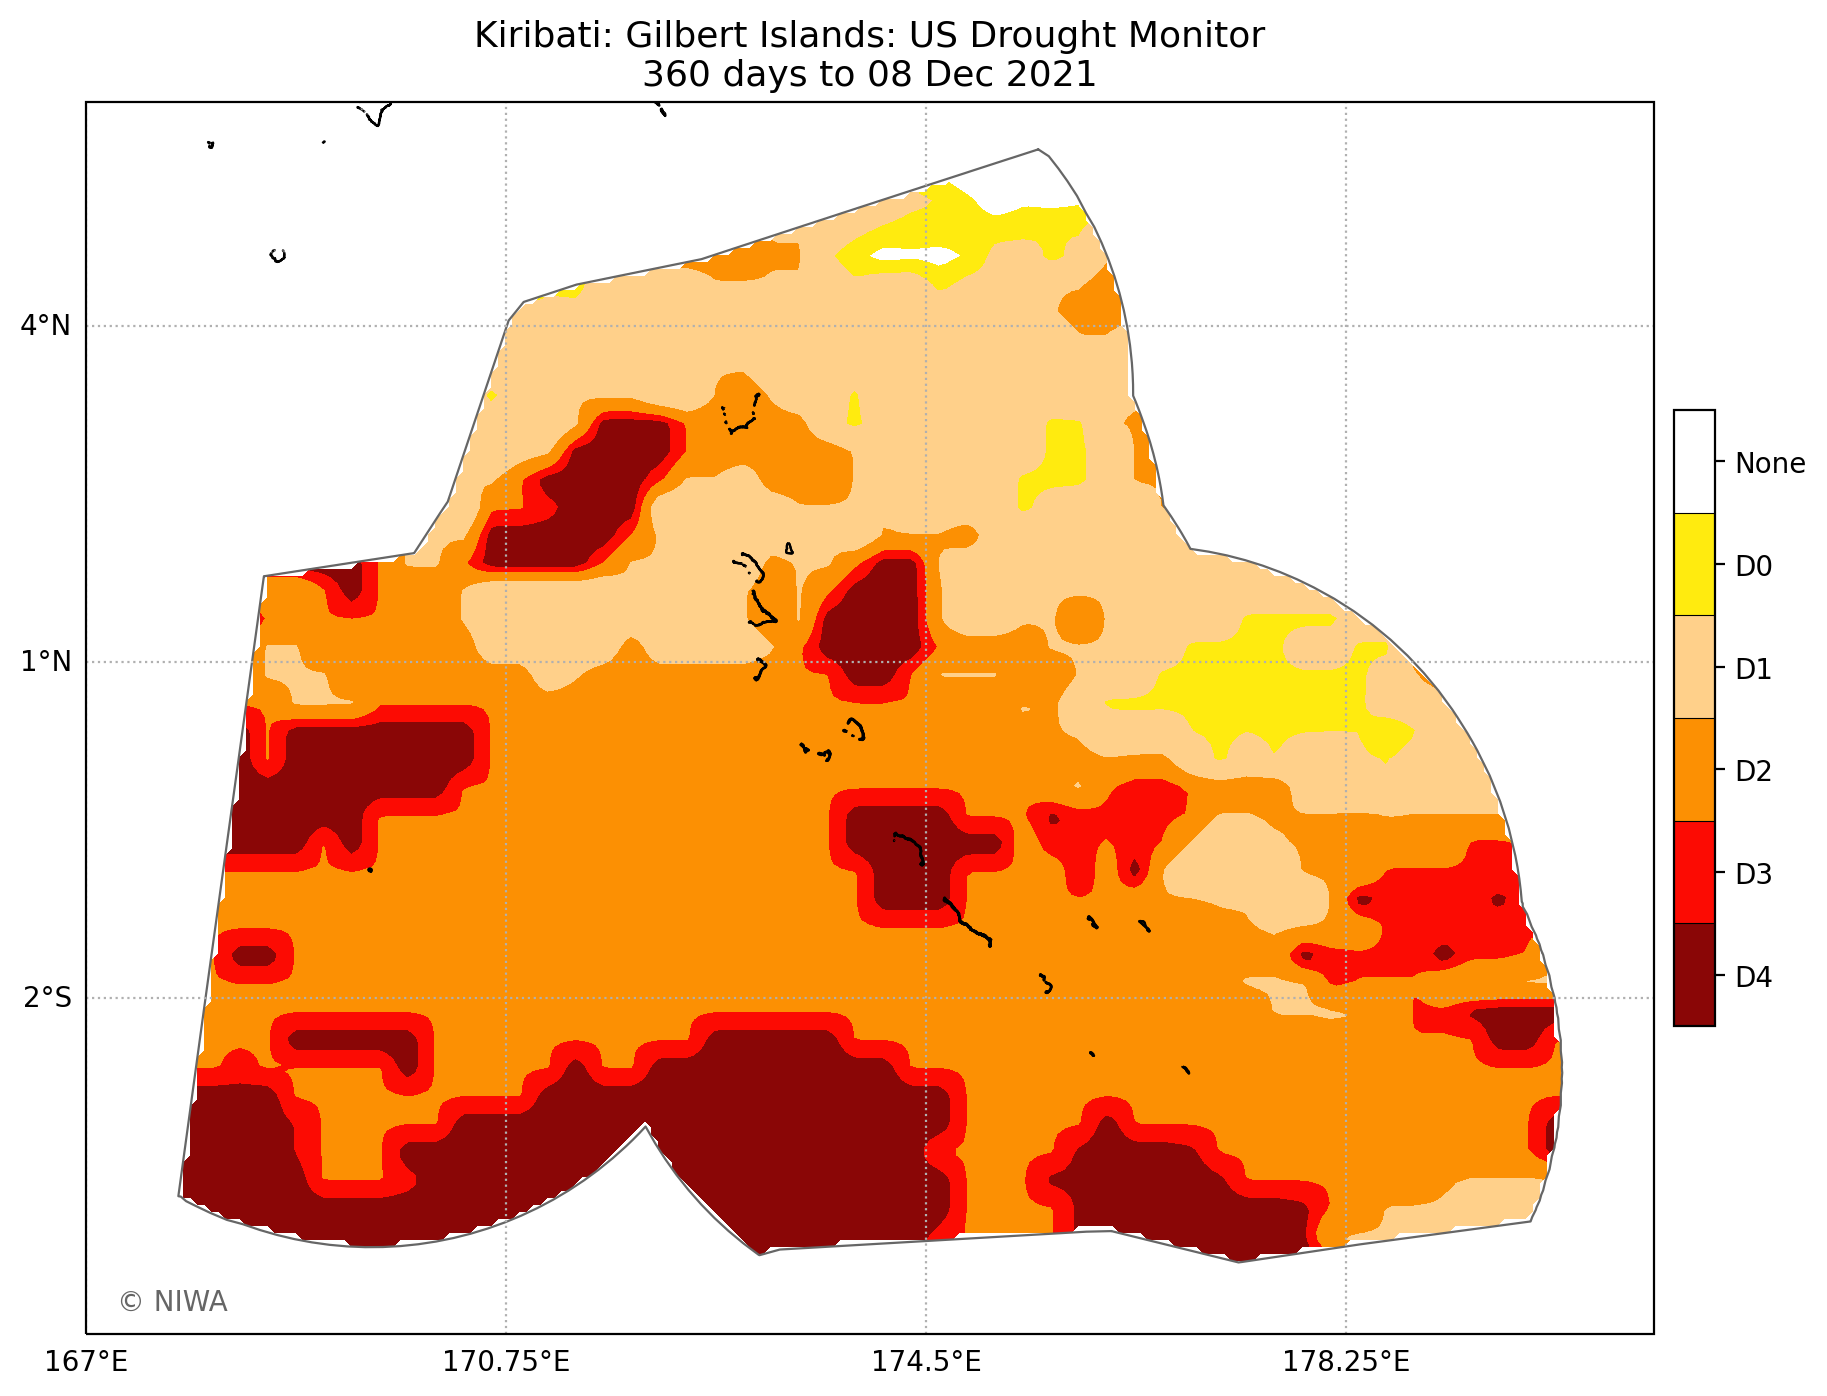 Kiribati: Gilbert Islands: US Drought Monitor
360 days to 08 Dec 2021
4°N
1°N
2°S
167°E
170.75°E
174.5°E
178.25°E
None
D0
D1
D2
D3
D4
© NIWA